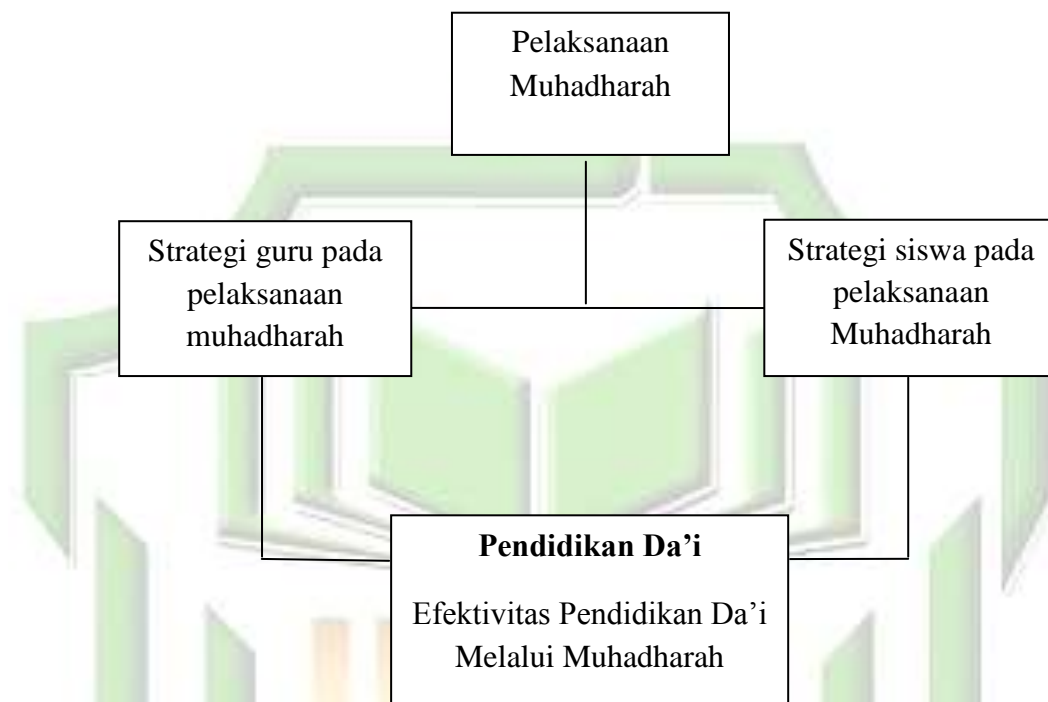 Pelaksanaan
Muhadharah
Strategi guru pada
pelaksanaan
muhadharah
Strategi siswa pada
pelaksanaan
Muhadharah
Pendidikan Da’i
Efektivitas Pendidikan Da’i
Melalui Muhadharah